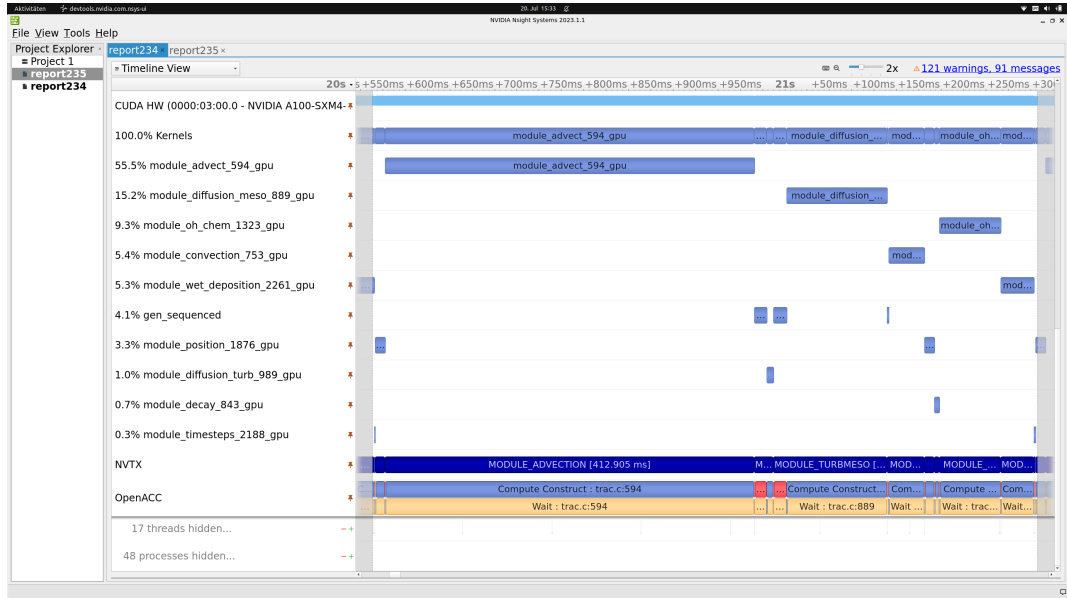 Aktivitäten devtools.nvidia.com.nsys-ui 20. Jul 15:33
NVIDIA Nsight Systems 2023.1.1
File View Tools Help
Project Explorer
Project 1
report235
report234
report234 × report235 ×
Timeline View 2x 121 warnings, 91 messages
20s - s +550ms +600ms +650ms +700ms +750ms +800ms +850ms +900ms +950ms 21s +50ms +100ms +150ms +200ms +250ms +30
CUDA HW (0000:03:00.0 - NVIDIA A100-SXM4-
100.0% Kernels module_advect_594_gpu ... ... module_diffusion_... mod... module_oh... mod...
55.5% module_advect_594_gpu module_advect_594_gpu
15.2% module_diffusion_meso_889_gpu module_diffusion_...
9.3% module_oh_chem_1323_gpu module_oh...
5.4% module_convection_753_gpu mod...
5.3% module_wet_deposition_2261_gpu ... mod...
4.1% gen_sequenced ... ...
3.3% module_position_1876_gpu ... ... ...
1.0% module_diffusion_turb_989_gpu
0.7% module_decay_843_gpu
0.3% module_timesteps_2188_gpu
NVTX MODULE_ADVECTION [412.905 ms] M... MODULE_TURBMESO [... MOD... MODULE_... MOD...
OpenACC
Compute Construct : trac.c:594 ... ... Compute Construct... Com... Compute ... Com...
Wait : trac.c:594 ... ... Wait : trac.c:889 Wait ... Wait : trac... Wait...
17 threads hidden... − +
48 processes hidden... − +